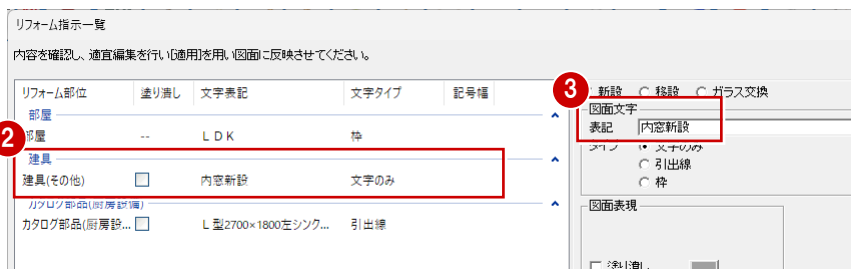 リフォーム指示一覧
内容を確認し、適宜編集を行い[適用]を用い図面に反映させてください。
リフォーム部位 塗り潰し 文字表記 文字タイプ 記号幅
部屋
部屋 -- ＬＤＫ 枠
2
建具
建具(その他) 内窓新設 文字のみ
カタログ部品(厨房設備)
カタログ部品(厨房設... Ｌ型2700×1800左シンク... 引出線
3
新設 移設 ガラス交換
図面文字
表記 内窓新設
タイプ 文字のみ
引出線
枠
図面表現
塗り潰し